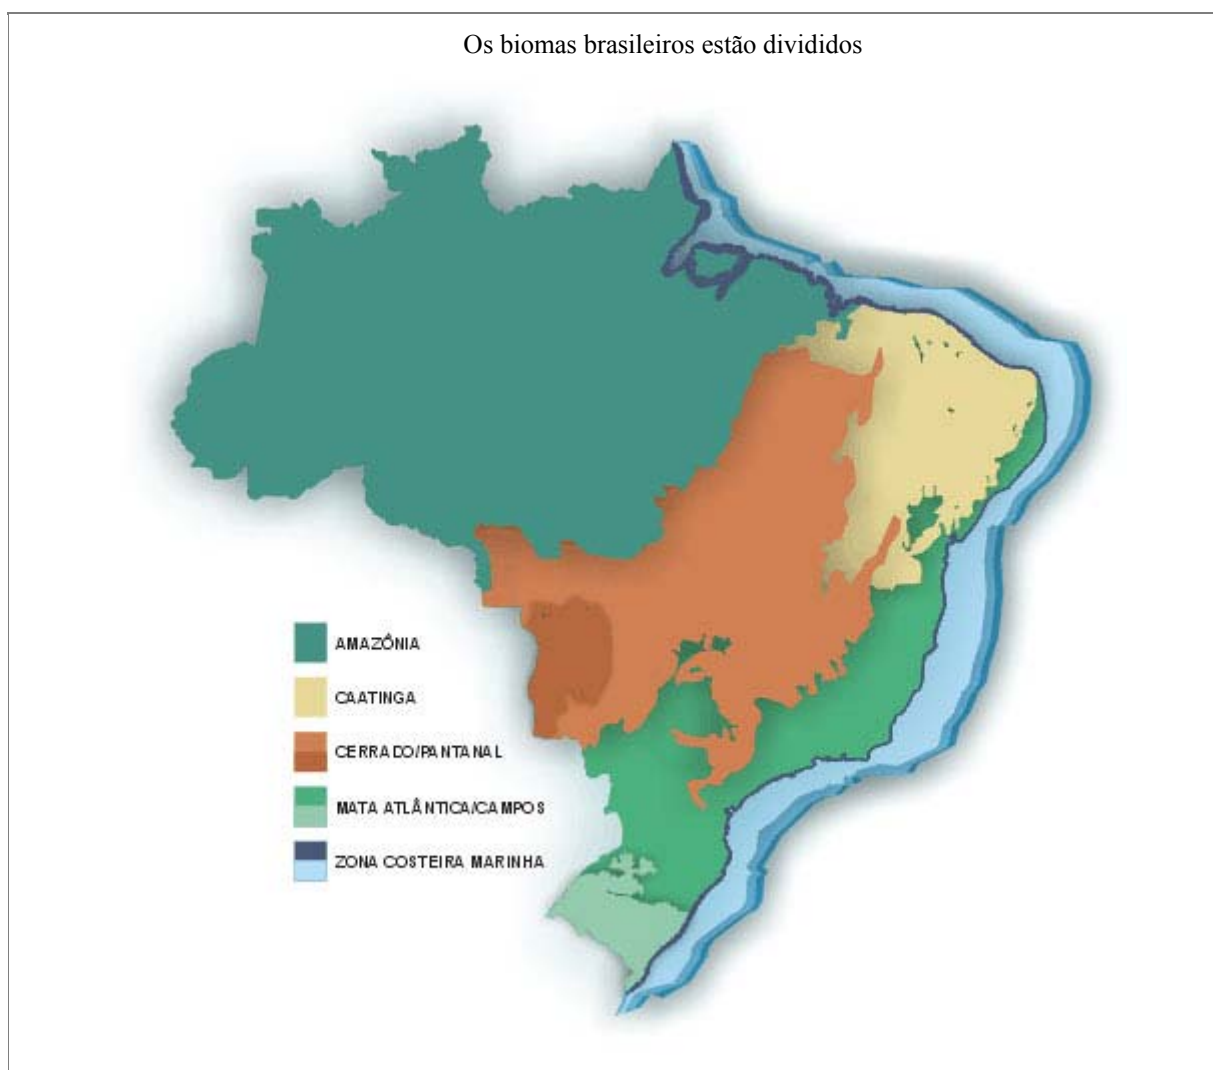 Os biomas brasileiros estão divididos
AMAZÔNIA
CAATINGA
CERRADO/PANTANAL
MATA ATLÂNTICA/CAMPOS
ZONA COSTEIRA MARINHA